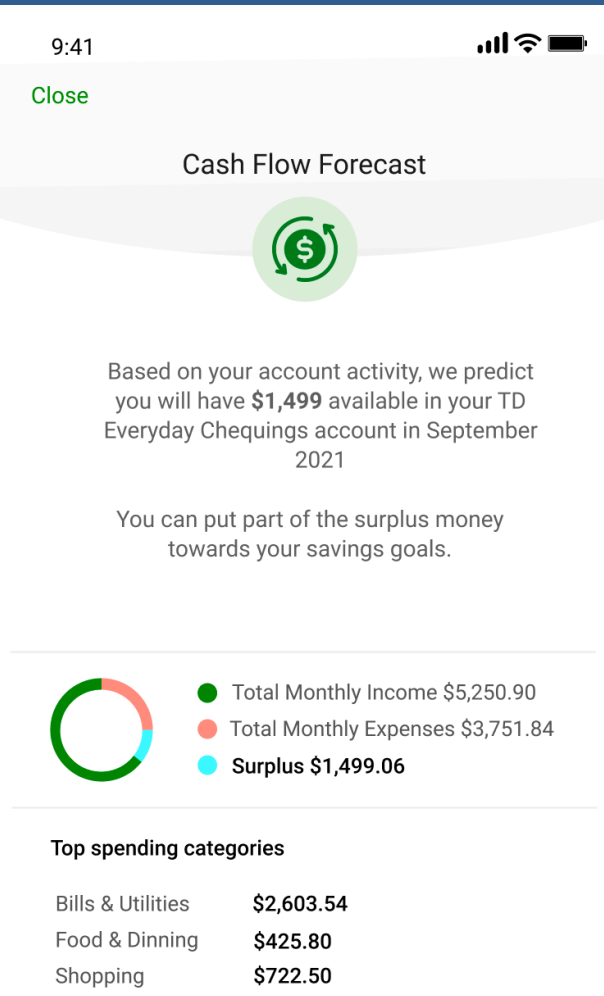 9:41
Close
Cash Flow Forecast
$
Based on your account activity, we predict
you will have $1,499 available in your TD
Everyday Chequings account in September
2021
You can put part of the surplus money
towards your savings goals.
Total Monthly Income $5,250.90
Total Monthly Expenses $3,751.84
Surplus $1,499.06
Top spending categories
Bills & Utilities $2,603.54
Food & Dinning $425.80
Shopping $722.50